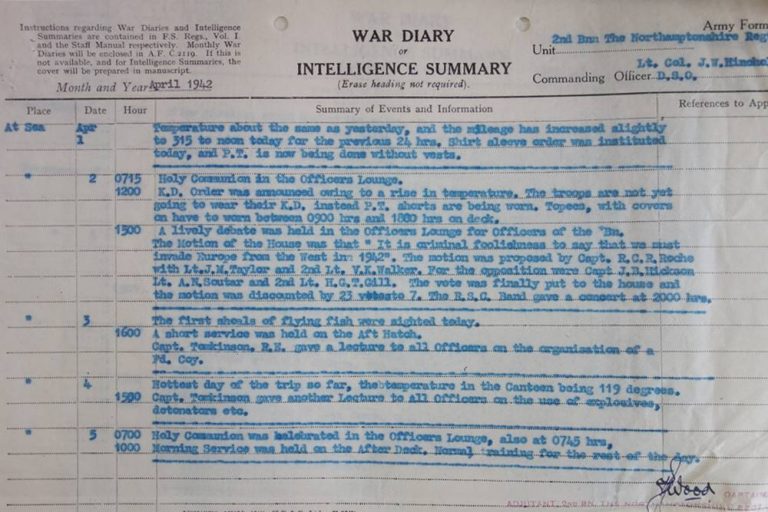 Instructions regarding War Diaries and Intelligence
Summaries are contained in F.S. Regs., Vol. I.
and the Staff Manual respectively. Monthly War
Diaries will be enclosed in A.F. C.2119. If this is
not available, and for Intelligence Summaries, the
cover will be prepared in manuscript.
Month and Year April 1942
WAR DIARY
or
INTELLIGENCE SUMMARY
(Erase heading not required).
Army Form
Unit 2nd Bnn The Northamptonshire Reg
Lt. Col. J.W.
Commanding Officer D.S.O.
Place Date Hour Summary of Events and Information References to App
At Sea Apr 1 Temperature about the same as yesterday, and the mileage has increased slightly
to 315 to noon today for the previous 24 hrs. Shirt sleeve order was instituted
today, and P.T. is now being done without vests.
" 2 0715 Holy Communion in the Officers Lounge.
1200 K.D. Order was announced owing to a rise in temperature. The troops are not yet
going to wear their K.D. instead P.T. shorts are being worn. Topees, with covers
on have to worn between 0900 hrs and 1800 hrs on deck.
1500 A lively debate was held in the Officers Lounge for Officers of the Bn.
The Motion of the House was that " It is criminal foolishness to say that we must
invade Europe from the West in 1942". The motion was proposed by Capt. R.C.R.Roche
with Lt.J.M.Taylor and 2nd Lt. V.K.Walker. For the opposition were Capt J.D.Hickson
Lt. A.N.Soutar and 2nd Lt. H.G.T.Gill. The vote was finally put to the house and
the motion was discounted by 23 votesto 7. The R.S.C. Band gave a concert at 2000 hrs.
" 3 The first shoals of flying fish were sighted today.
1600 A short service was held on the Aft Hatch.
Capt. Tomkinson. R.E. gave a lecture to all Officers on the organisation of a
Fd. Coy.
" 4 Hottest day of the trip so far, the temperature in the Canteen being 119 degrees.
1500 Capt. Tomkinson gave another Lecture to all Officers on the use of explosives,
detonators etc.
" 5 0700 Holy Communion was celebrated in the Officers Lounge, also at 0745 hrs,
1000 Morning Service was held on the After Deck. Normal training for the rest of the day.
Wood
CAPTAIN
ADJUTANT, 2ND BN. THE